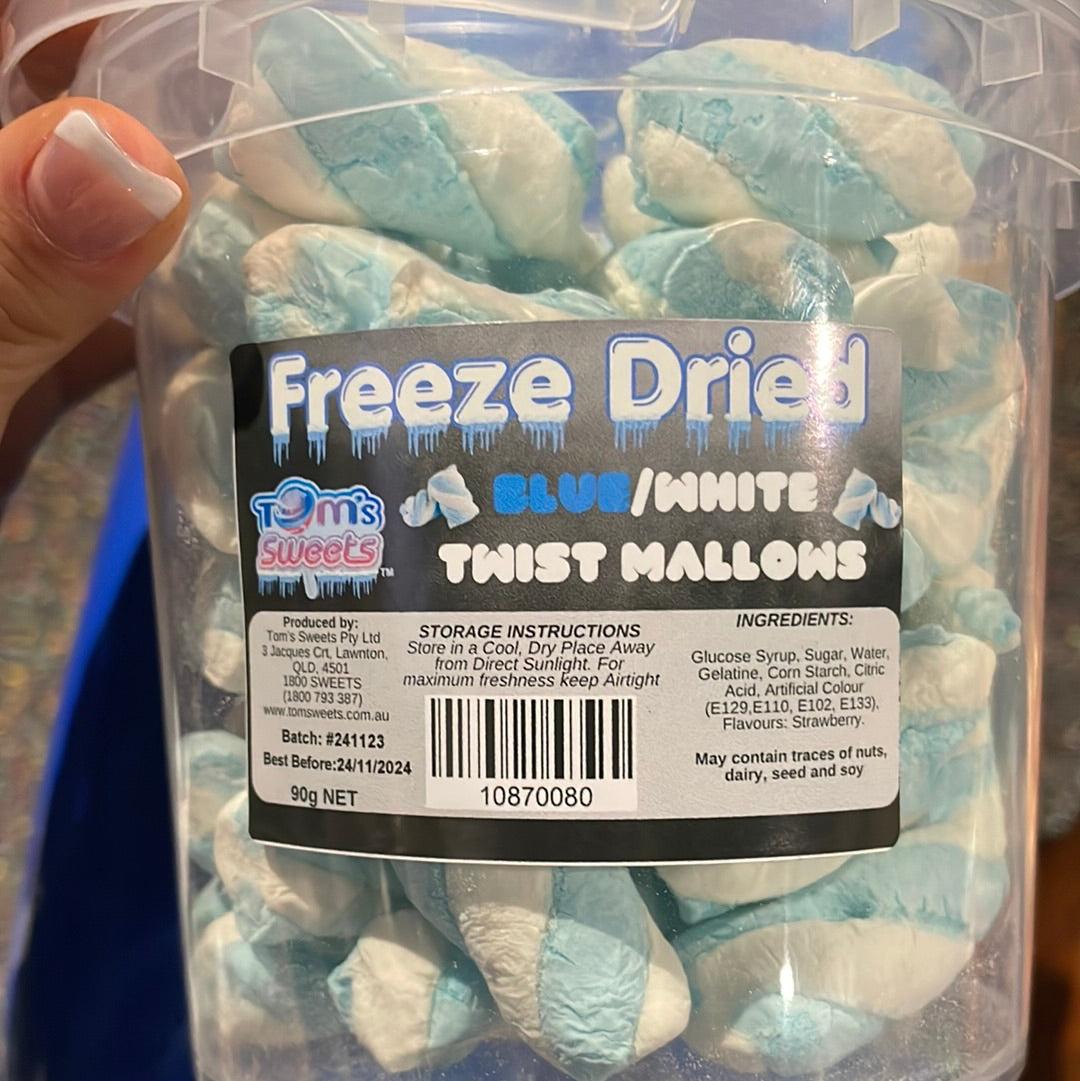 Freeze Dried
Tom's
Sweets™
BLUE/WHITE
TWIST MALLOWS
Produced by:
Tom's Sweets Pty Ltd
3 Jacques Crt, Lawnton,
QLD, 4501
1800 SWEETS
(1800 793 387)
www.tomsweets.com.au
Batch: #241123
Best Before:24/11/2024
90g NET
STORAGE INSTRUCTIONS
Store in a Cool, Dry Place Away
from Direct Sunlight. For
maximum freshness keep Airtight
10870080
INGREDIENTS:
Glucose Syrup, Sugar, Water,
Gelatine, Corn Starch, Citric
Acid, Artificial Colour
(E129,E110, E102, E133),
Flavours: Strawberry.
May contain traces of nuts,
dairy, seed and soy